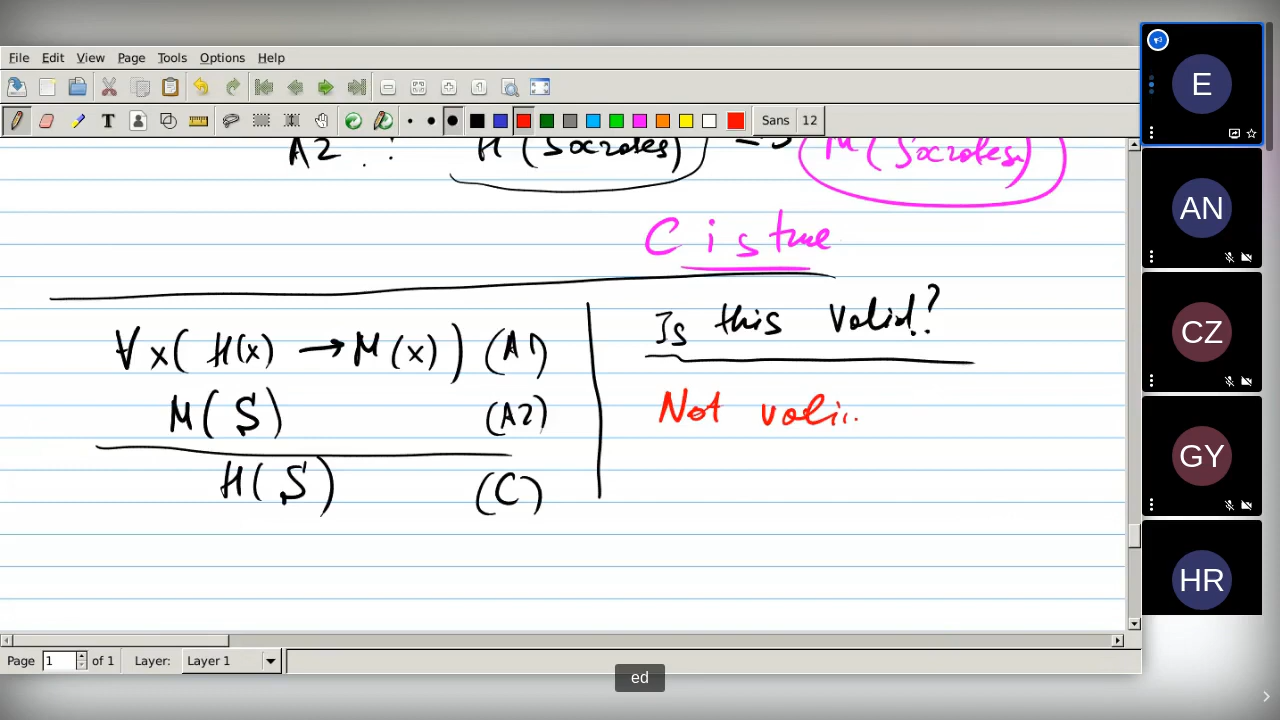 File Edit View Page Tools Options Help
Sans 12
A2 : H (Socrates) => M (Socrates)
C is true
∀x( H(x) → M(x) ) (A1)
M( S ) (A2)
H( S ) (C)
Is this valid?
Not vali
Page 1 of 1 Layer: Layer 1
ed
E
AN
CZ
GY
HR